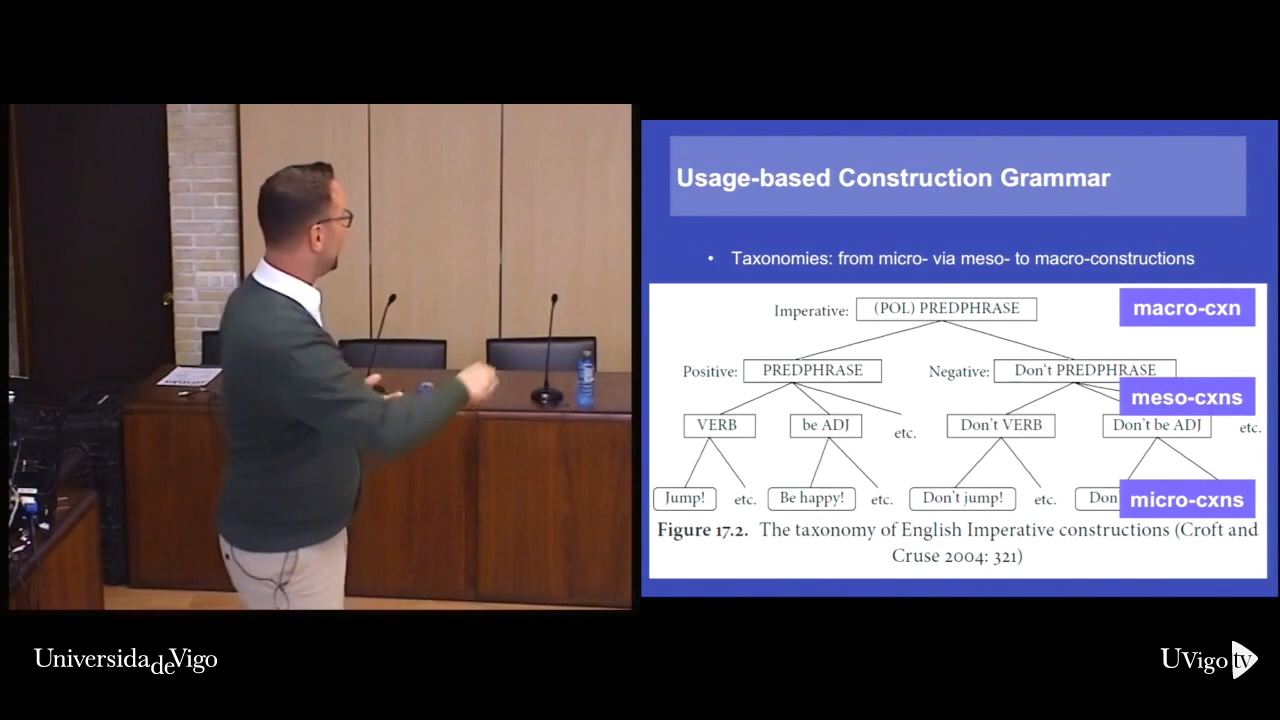 Usage-based Construction Grammar
• Taxonomies: from micro- via meso- to macro-constructions
Imperative: (POL) PREDPHRASE macro-cxn
Positive: PREDPHRASE Negative: Don't PREDPHRASE
meso-cxns
VERB be ADJ etc. Don't VERB Don't be ADJ etc.
Jump! etc. Be happy! etc. Don't jump! etc. Don micro-cxns
Figure 17.2. The taxonomy of English Imperative constructions (Croft and
Cruse 2004: 321)
Universidade Vigo
UVigo tv